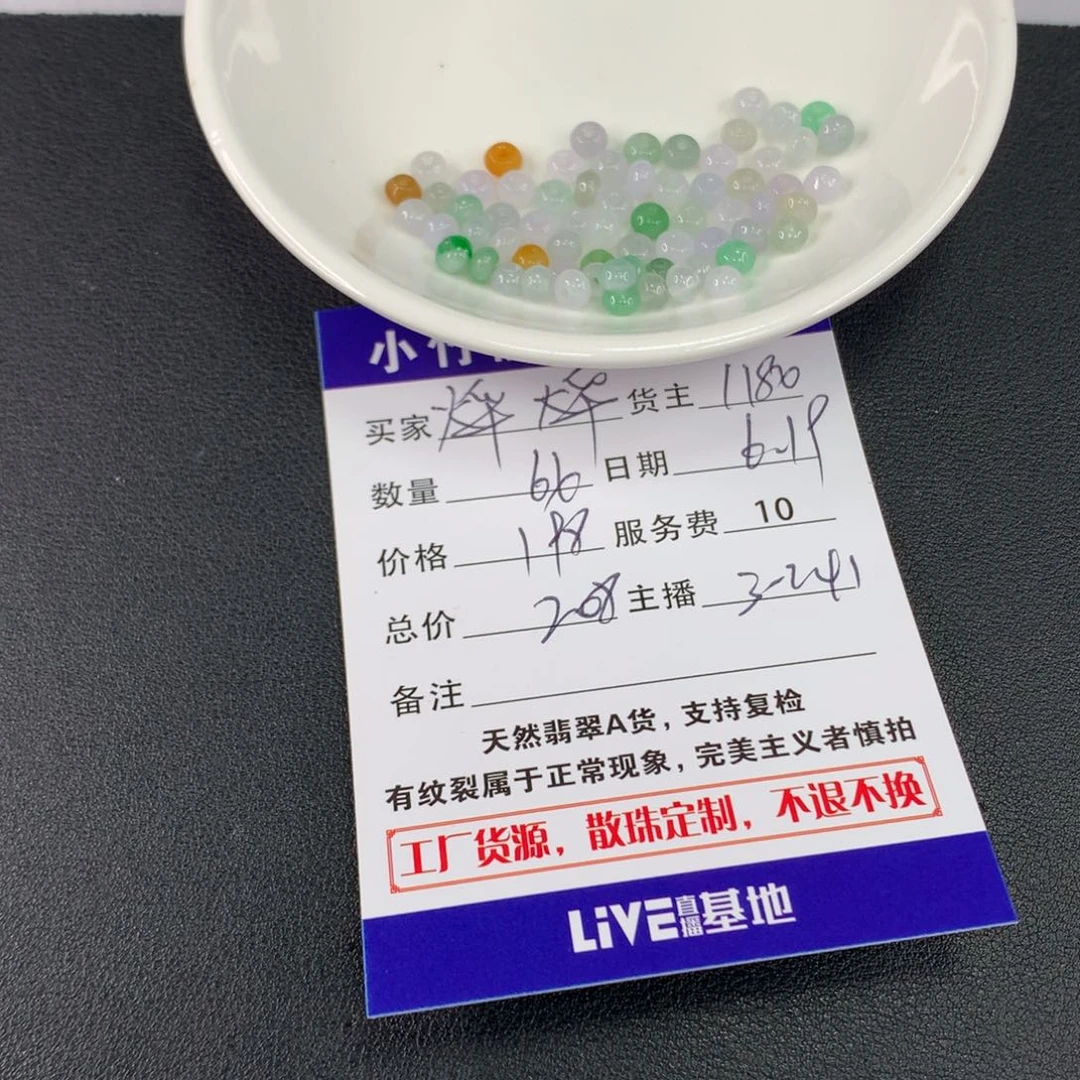 小竹
买家 烊烊 货主 1180
数量 66 日期 6-19
价格 198 服务费 10
总价 208 主播 3-241
备注
天然翡翠A货，支持复检
有纹裂属于正常现象，完美主义者慎拍
工厂货源，散珠定制，不退不换
LiVE直播基地